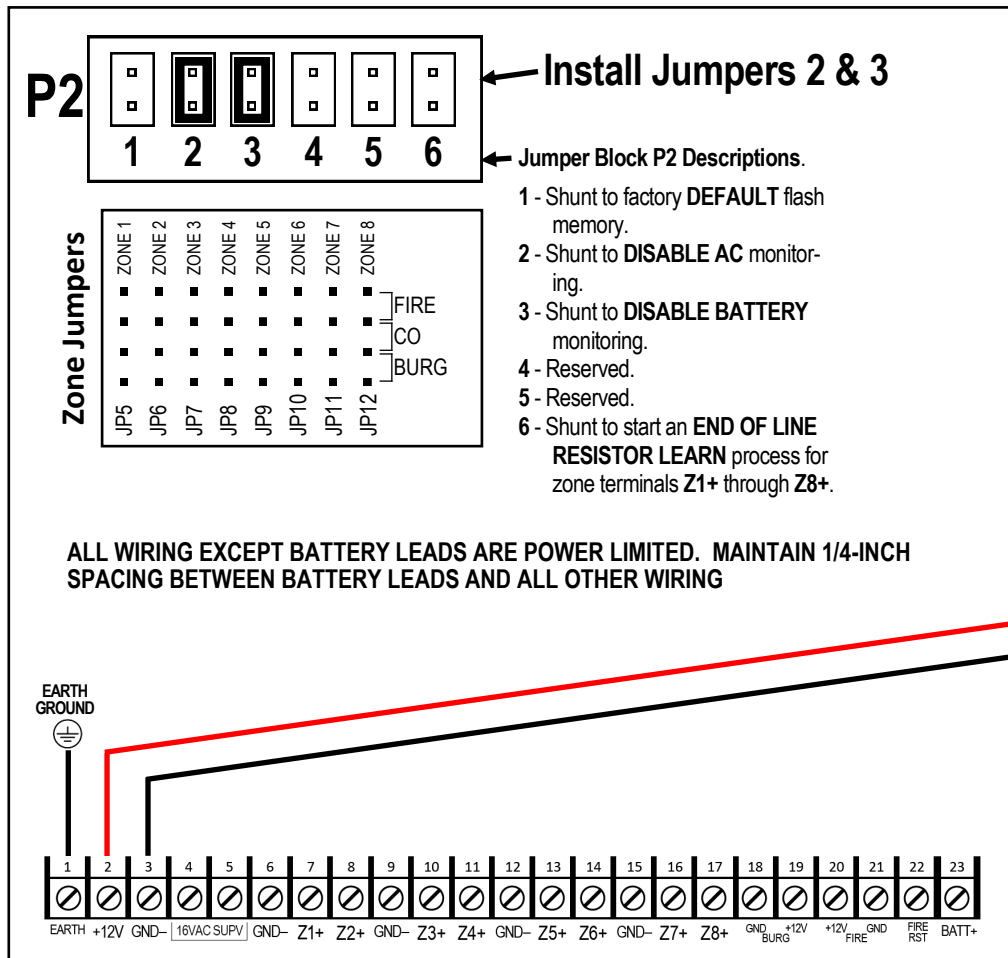 P2
1 2 3 4 5 6
Install Jumpers 2 & 3
Jumper Block P2 Descriptions.
1 - Shunt to factory DEFAULT flash
memory.
2 - Shunt to DISABLE AC monitor-
ing.
3 - Shunt to DISABLE BATTERY
monitoring.
4 - Reserved.
5 - Reserved.
6 - Shunt to start an END OF LINE
RESISTOR LEARN process for
zone terminals Z1+ through Z8+.
Zone Jumpers
ZONE 1 ZONE 2 ZONE 3 ZONE 4 ZONE 5 ZONE 6 ZONE 7 ZONE 8
FIRE
CO
BURG
JP5 JP6 JP7 JP8 JP9 JP10 JP11 JP12
ALL WIRING EXCEPT BATTERY LEADS ARE POWER LIMITED. MAINTAIN 1/4-INCH
SPACING BETWEEN BATTERY LEADS AND ALL OTHER WIRING
EARTH
GROUND
1 2 3 4 5 6 7 8 9 10 11 12 13 14 15 16 17 18 19 20 21 22 23
EARTH +12V GND– 16VAC SUPV GND– Z1+ Z2+ GND– Z3+ Z4+ GND– Z5+ Z6+ GND– Z7+ Z8+ GND +12V +12V GND FIRE BATT+
BURG FIRE RST